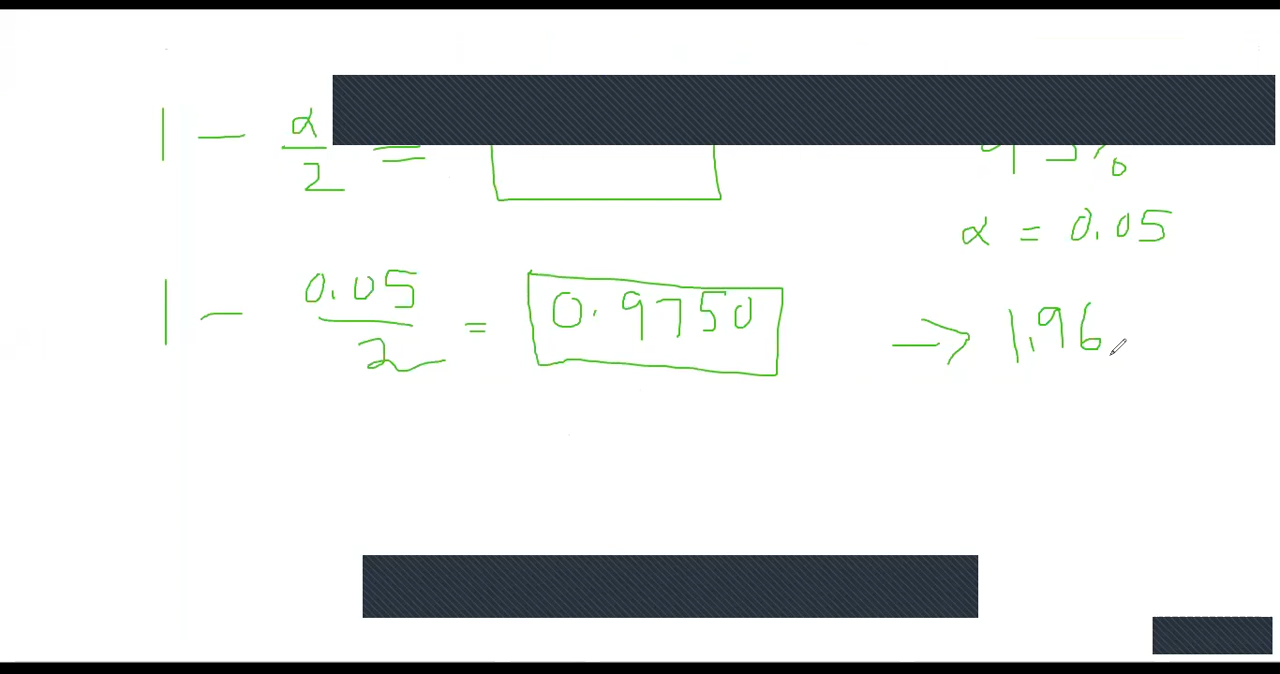 1 - α/2 =
α = 0.05
1 - 0.05/2 = 0.9750 → 1.96